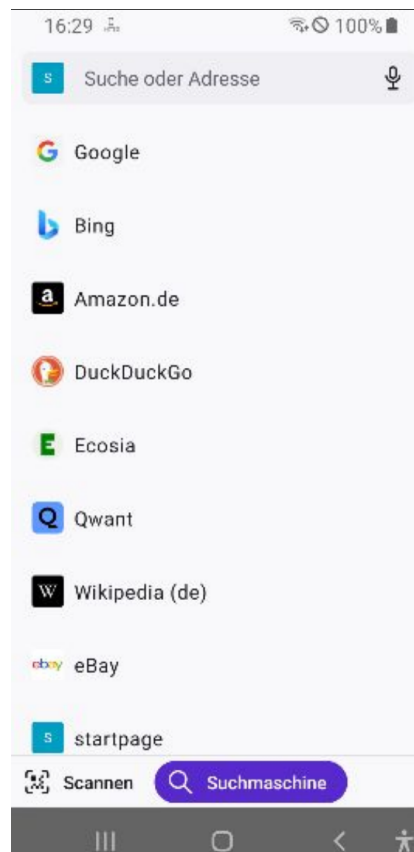 16:29 100%
S Suche oder Adresse
Google
Bing
a Amazon.de
DuckDuckGo
E Ecosia
Q Qwant
W Wikipedia (de)
ebay eBay
S startpage
Scannen Suchmaschine